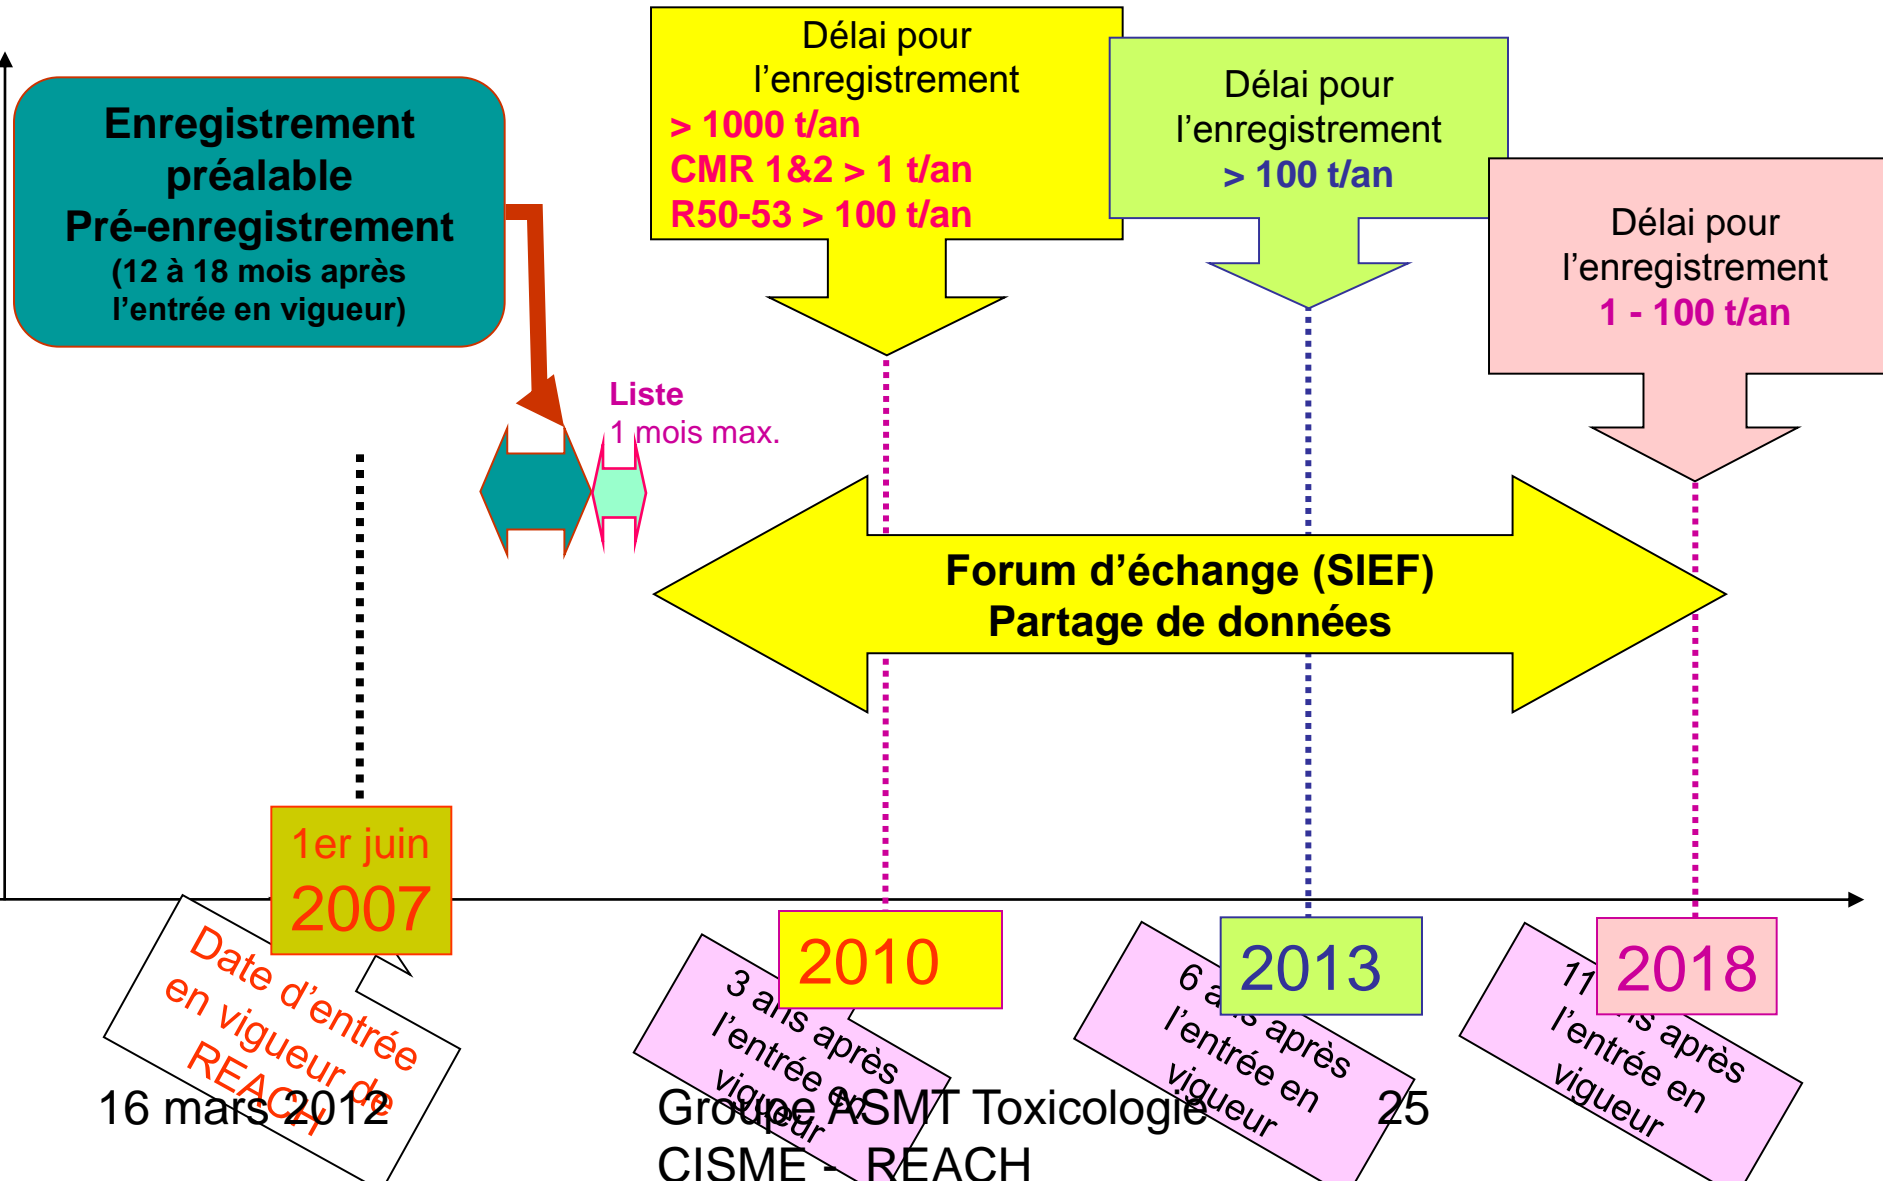 Enregistrement
préalable
Pré-enregistrement
(12 à 18 mois après
l’entrée en vigueur)
Délai pour
l’enregistrement
> 1000 t/an
CMR 1&2 > 1 t/an
R50-53 > 100 t/an
Délai pour
l’enregistrement
> 100 t/an
Délai pour
l’enregistrement
1 - 100 t/an
Liste
1 mois max.
Forum d’échange (SIEF)
Partage de données
1er juin
2007
Date d’entrée
en vigueur de
REACH
2010
3 ans après
l’entrée en
vigueur
2013
6 ans après
l’entrée en
vigueur
2018
11 ans après
l’entrée en
vigueur
16 mars 2012
Groupe ASMT Toxicologie
CISME - REACH
25